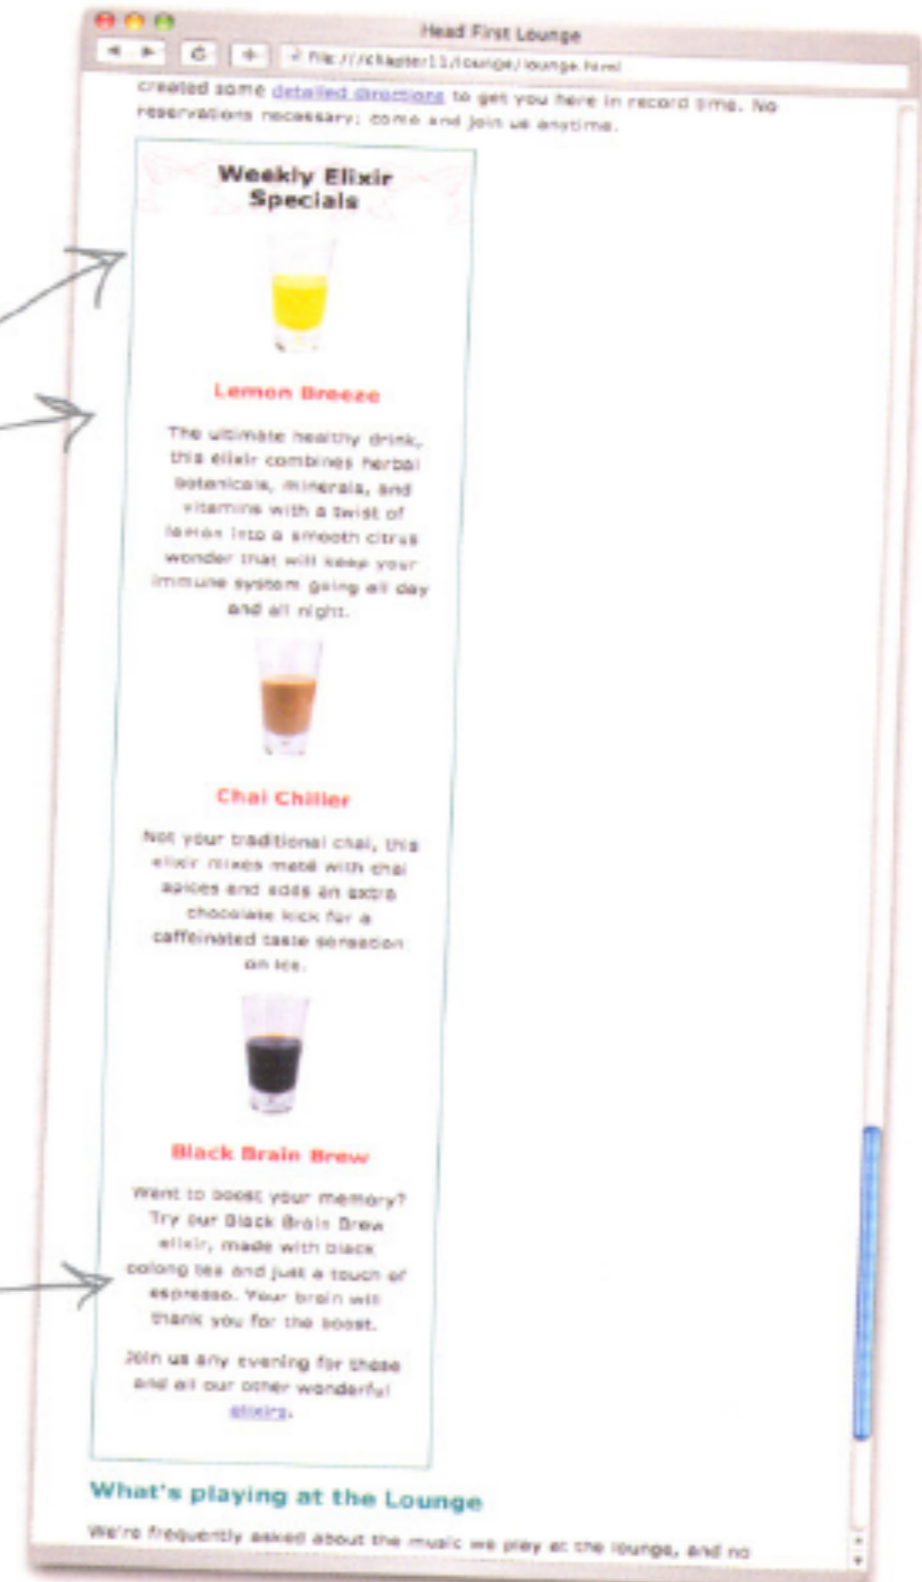 Head First Lounge
file:///chapter11/lounge/lounge.html
created some detailed directions to get you here in record time. No
reservations necessary; come and join us anytime.
Weekly Elixir
Specials
Lemon Breeze
The ultimate healthy drink,
this elixir combines herbal
botanicals, minerals, and
vitamins with a twist of
lemon into a smooth citrus
wonder that will keep your
immune system going all day
and all night.
Chai Chiller
Not your traditional chai, this
elixir mixes maté with chai
spices and adds an extra
chocolate kick for a
caffeinated taste sensation
on ice.
Black Brain Brew
Want to boost your memory?
Try our Black Brain Brew
elixir, made with black
oolong tea and just a touch of
espresso. Your brain will
thank you for the boost.
Join us any evening for these
and all our other wonderful
elixirs.
What's playing at the Lounge
We're frequently asked about the music we play at the lounge, and no